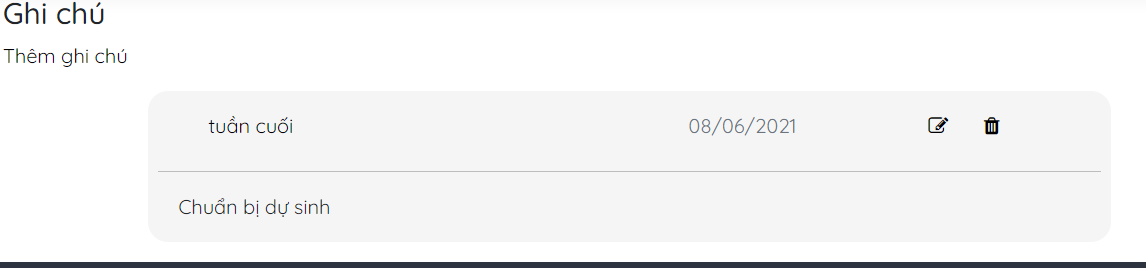 Ghi chú
Thêm ghi chú
tuần cuối 08/06/2021
Chuẩn bị dự sinh